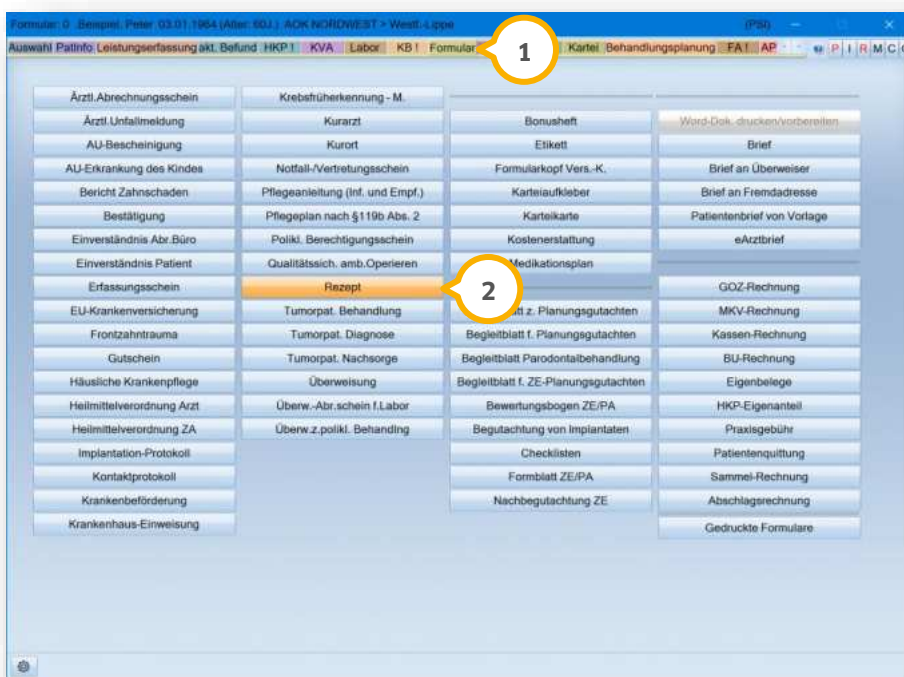 Formular: 0 Beispiel, Peter 03.01.1964 (Alter: 60J.) AOK NORDWEST > Westf.-Lippe (PSI)
Auswahl PatInfo Leistungserfassung akt. Befund HKP ! KVA Labor KB ! Formular 1 Kartei Behandlungsplanung FA ! AP P I R M C
Ärztl.Abrechnungsschein Krebsfrüherkennung - M.
Ärztl.Unfallmeldung Kurarzt Bonusheft Word-Dok. drucken/vorbereiten
AU-Bescheinigung Kurort Etikett Brief
AU-Erkrankung des Kindes Notfall-/Vertretungsschein Formularkopf Vers.-K. Brief an Überweiser
Bericht Zahnschaden Pflegeanleitung (Inf. und Empf.) Karteiaufkleber Brief an Fremdadresse
Bestätigung Pflegeplan nach §119b Abs. 2 Karteikarte Patientenbrief von Vorlage
Einverständnis Abr.Büro Polikl. Berechtigungsschein Kostenerstattung eArztbrief
Einverständnis Patient Qualitätssich. amb.Operieren Medikationsplan
Erfassungsschein Rezept 2 GOZ-Rechnung
EU-Krankenversicherung Tumorpat. Behandlung z. Planungsgutachten MKV-Rechnung
Frontzahntrauma Tumorpat. Diagnose Begleitblatt f. Planungsgutachten Kassen-Rechnung
Gutschein Tumorpat. Nachsorge Begleitblatt Parodontalbehandlung BU-Rechnung
Häusliche Krankenpflege Überweisung Begleitblatt f. ZE-Planungsgutachten Eigenbelege
Heilmittelverordnung Arzt Überw.-Abr.schein f.Labor Bewertungsbogen ZE/PA HKP-Eigenanteil
Heilmittelverordnung ZA Überw.z.polikl. Behandlng Begutachtung von Implantaten Praxisgebühr
Implantation-Protokoll Checklisten Patientenquittung
Kontaktprotokoll Formblatt ZE/PA Sammel-Rechnung
Krankenbeförderung Nachbegutachtung ZE Abschlagsrechnung
Krankenhaus-Einweisung Gedruckte Formulare